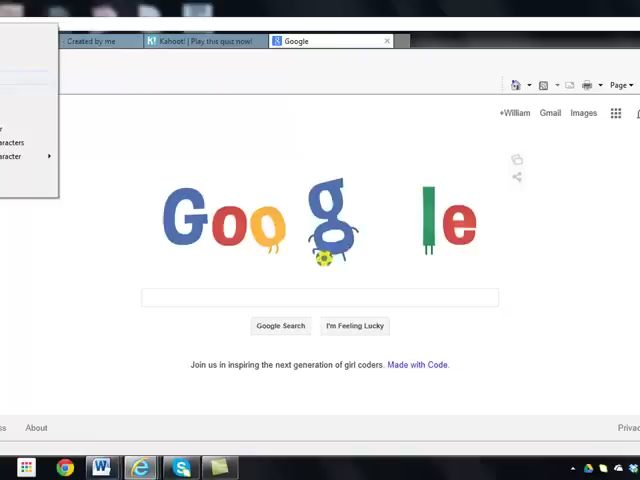 Created by me
K! Kahoot! | Play this quiz now!
Google
Page
+William Gmail Images
Google
Google Search
I'm Feeling Lucky
Join us in inspiring the next generation of girl coders. Made with Code.
About